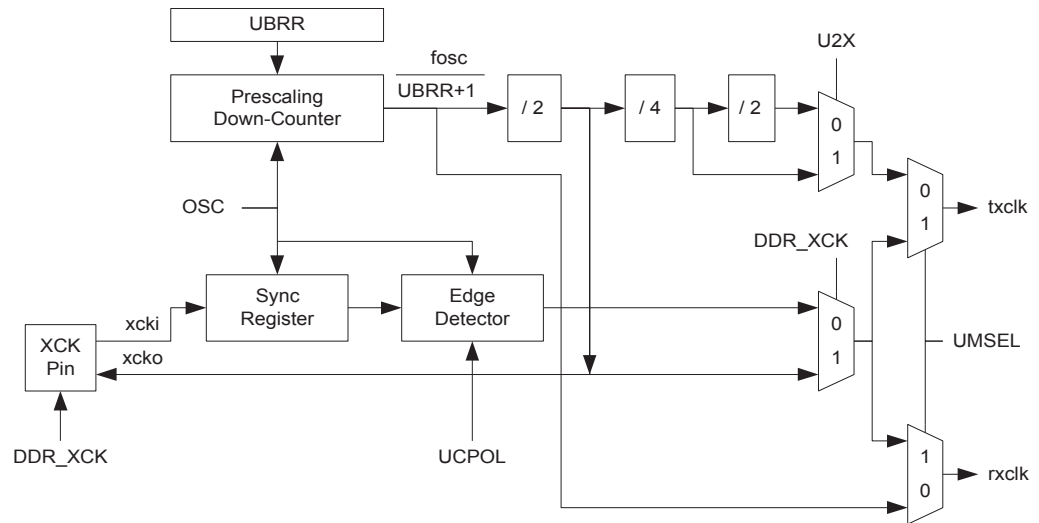 UBRR
U2X
fosc
UBRR+1
Prescaling
Down-Counter
/ 2
/ 4
/ 2
0
1
OSC
0
1
txclk
DDR_XCK
Sync
Register
Edge
Detector
0
1
xcki
XCK
Pin
xcko
UMSEL
DDR_XCK
UCPOL
1
0
rxclk